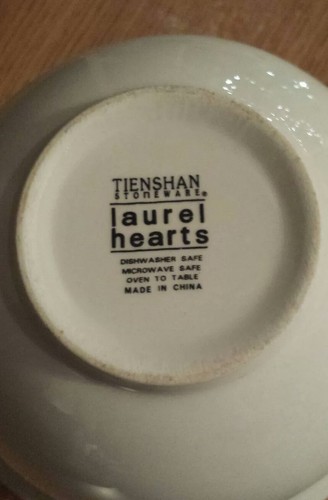 TIENSHAN
STONEWARE®
laurel
hearts
DISHWASHER SAFE
MICROWAVE SAFE
OVEN TO TABLE
MADE IN CHINA